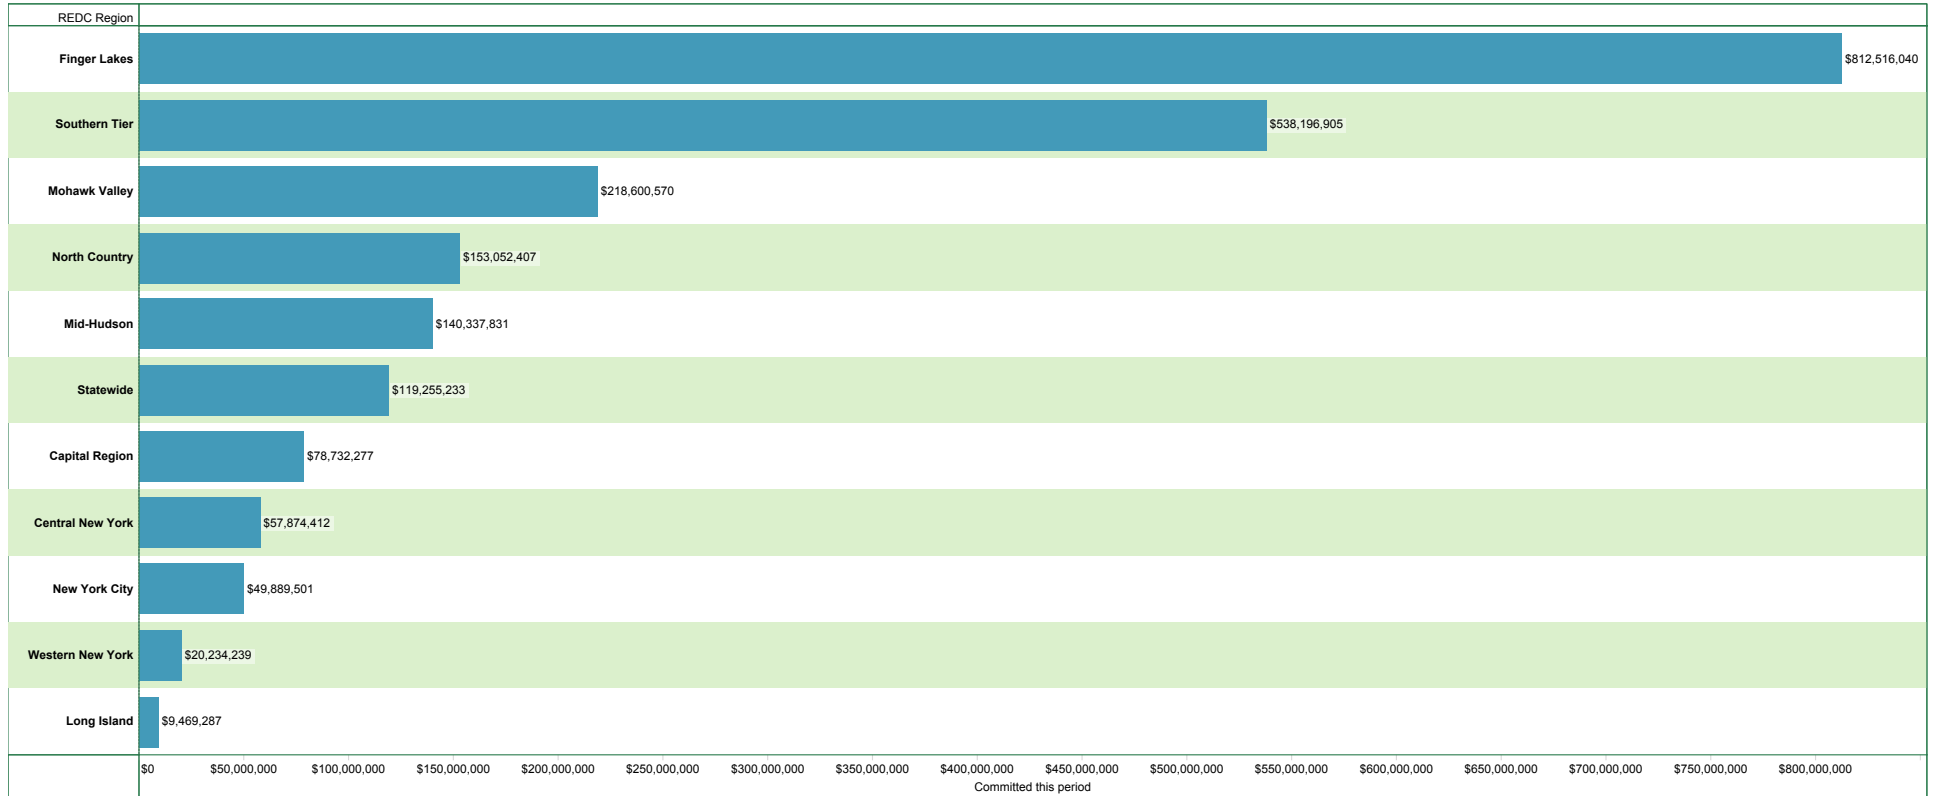 REDC Region
Finger Lakes $812,516,040
Southern Tier $538,196,905
Mohawk Valley $218,600,570
North Country $153,052,407
Mid-Hudson $140,337,831
Statewide $119,255,233
Capital Region $78,732,277
Central New York $57,874,412
New York City $49,889,501
Western New York $20,234,239
Long Island $9,469,287
$0 $50,000,000 $100,000,000 $150,000,000 $200,000,000 $250,000,000 $300,000,000 $350,000,000 $400,000,000 $450,000,000 $500,000,000 $550,000,000 $600,000,000 $650,000,000 $700,000,000 $750,000,000 $800,000,000
Committed this period